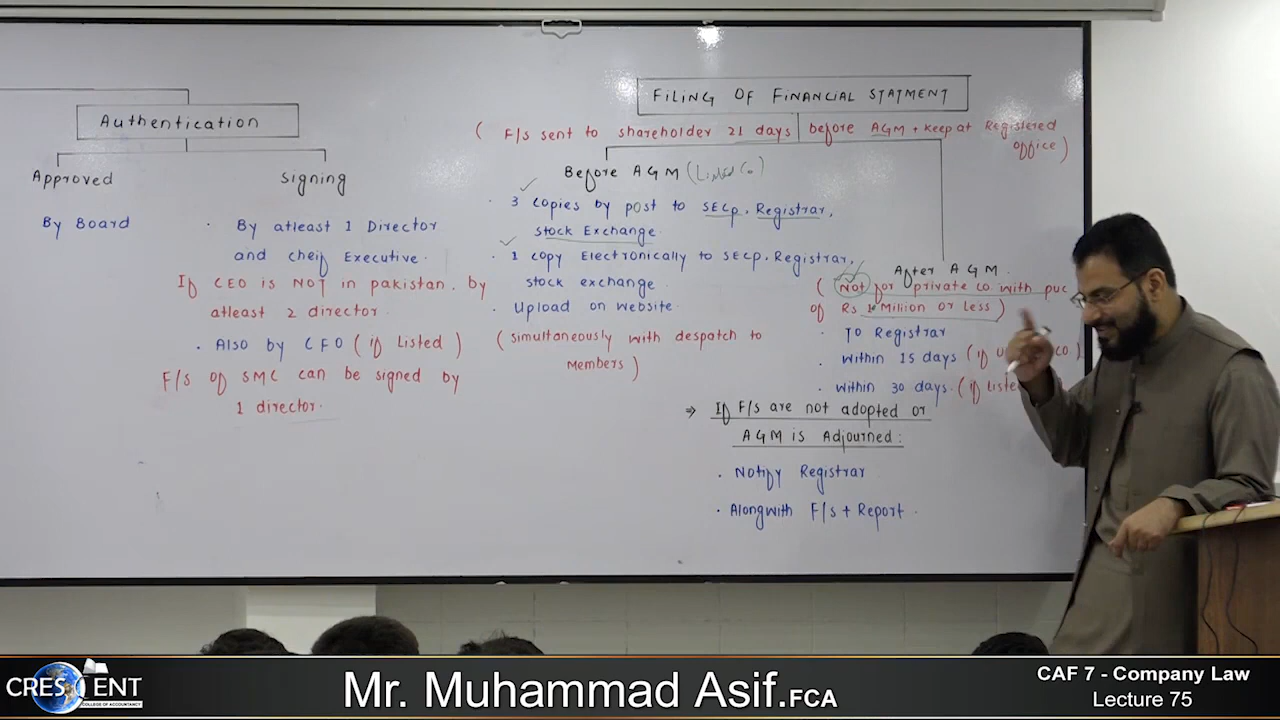 Authentication
Approved
Signing
By Board
· By atleast 1 Director
and cheif Executive.
If CEO is NOT in pakistan. by
atleast 2 director
· Also by CFO (if Listed)
F/s of SMC can be signed by
1 director.
FILING OF FINANCIAL STATMENT
( F/s sent to shareholder 21 days before AGM + Keep at Registered
office )
Before AGM (Listed Co)
· 3 copies by post to SECP, Registrar,
stock Exchange.
· 1 copy Electronically to SECP, Registrar,
stock exchange.
· Upload on website.
(simultaneously with despatch to
Members)
After AGM.
( Not for private co with puc
of Rs 1 Million or Less )
· To Registrar
· Within 15 days (if CO)
· within 30 days. (if liste
⇒ If F/s are not adopted or
AGM is Adjourned:
· Notify Registrar
· Alongwith F/s + Report.
CRESCENT
COLLEGE OF ACCOUNTANCY
Mr. Muhammad Asif.FCA
CAF 7 - Company Law
Lecture 75